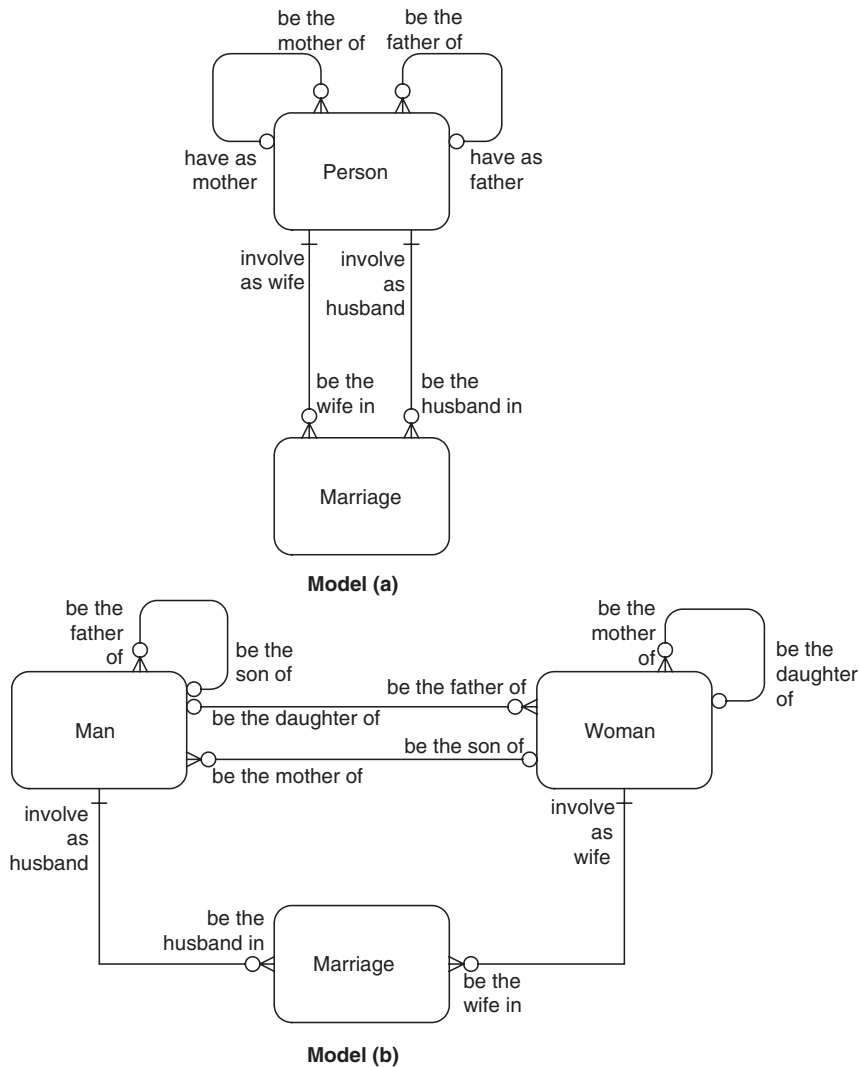 be the
mother of
be the
father of
have as
mother
Person
have as
father
involve
as wife
involve
as
husband
be the
wife in
be the
husband in
Marriage
Model (a)
be the
father
of
be the
son of
be the
mother
of
be the
daughter
of
Man
be the father of
be the daughter of
Woman
be the son of
be the mother of
involve
as
husband
involve
as
wife
be the
husband in
Marriage
be the
wife in
Model (b)